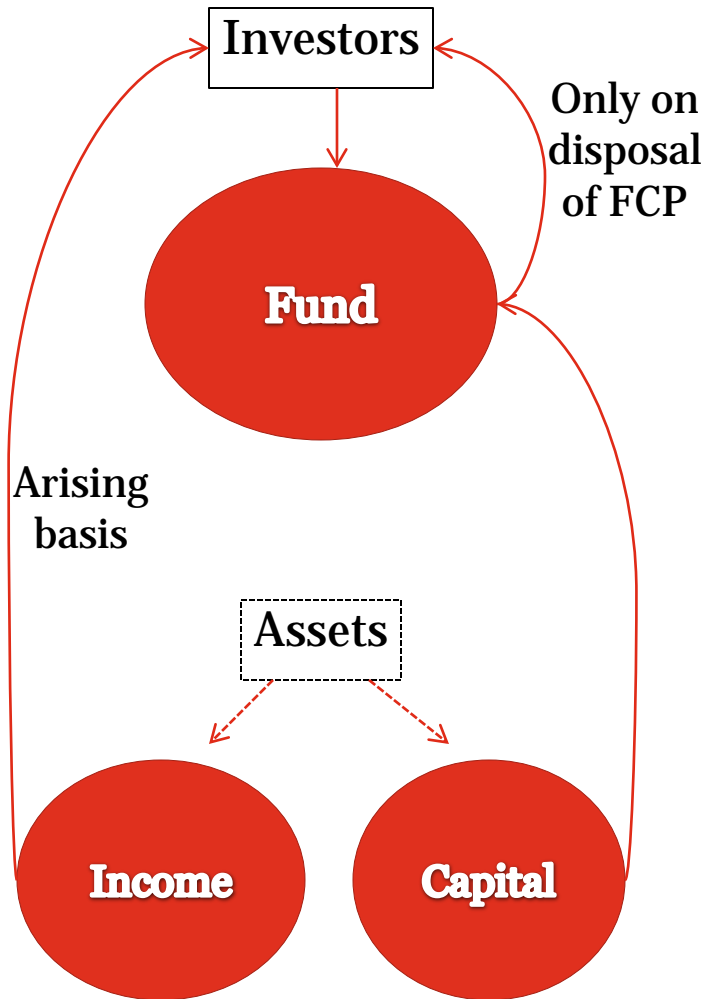 Investors
Only on
disposal
of FCP
Fund
Arising
basis
Assets
Income
Capital